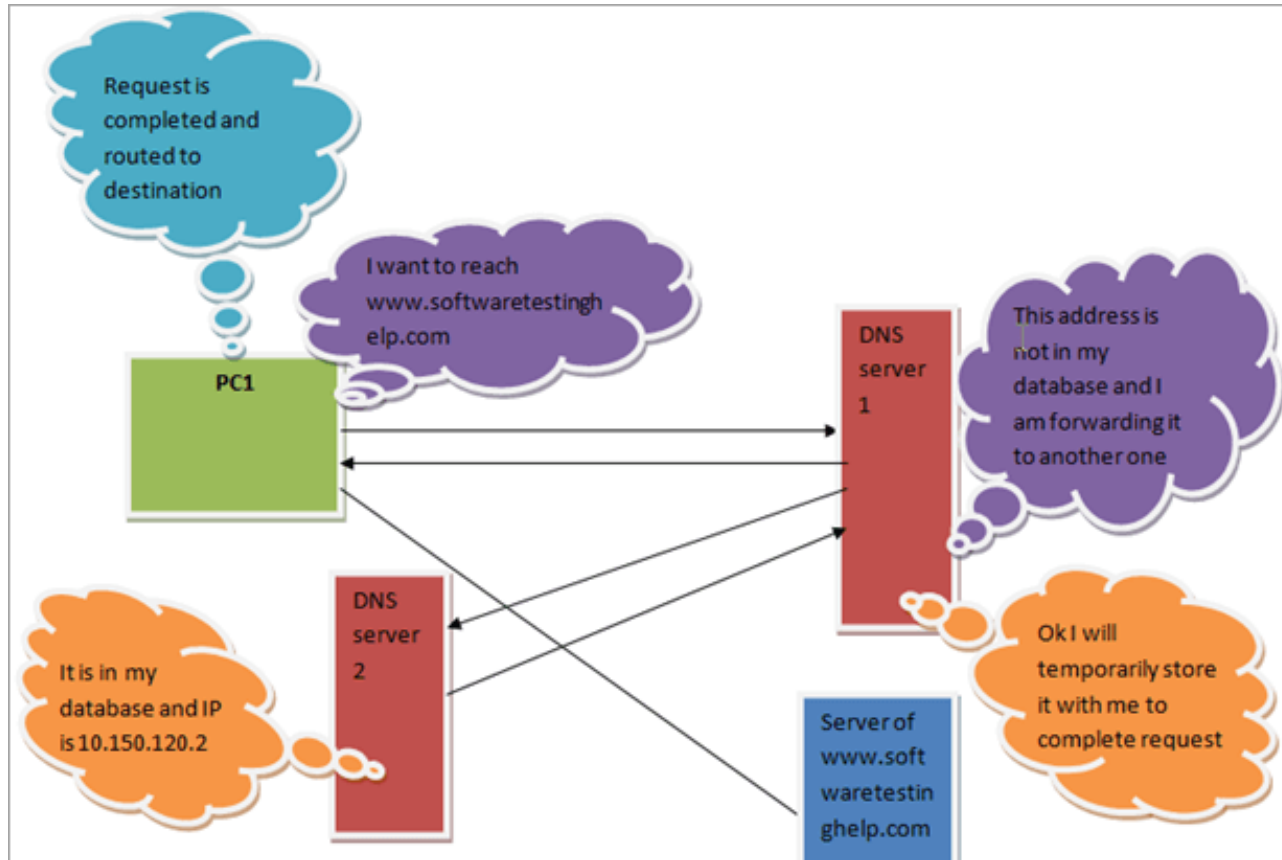 Request is
completed and
routed to
destination
I want to reach
www.softwaretestingh
elp.com
PC1
DNS
server
1
This address is
not in my
database and I
am forwarding it
to another one
DNS
server
2
It is in my
database and IP
is 10.150.120.2
Ok I will
temporarily store
it with me to
complete request
Server of
www.soft
waretestin
ghelp.com